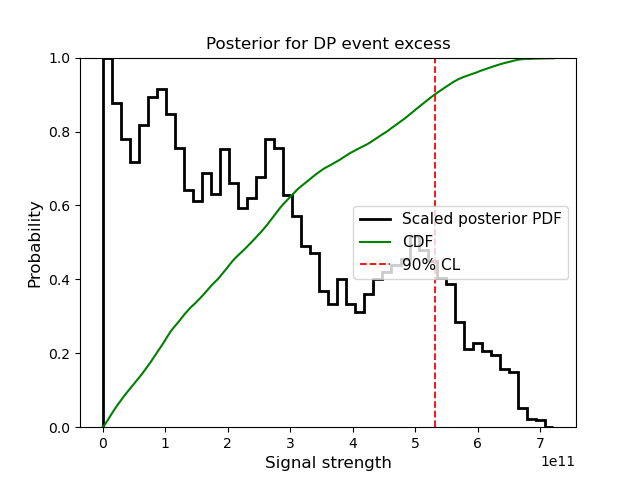 Posterior for DP event excess
Probability
1.0
0.8
0.6
0.4
0.2
0.0
Scaled posterior PDF
CDF
90% CL
0 1 2 3 4 5 6 7
1e11
Signal strength